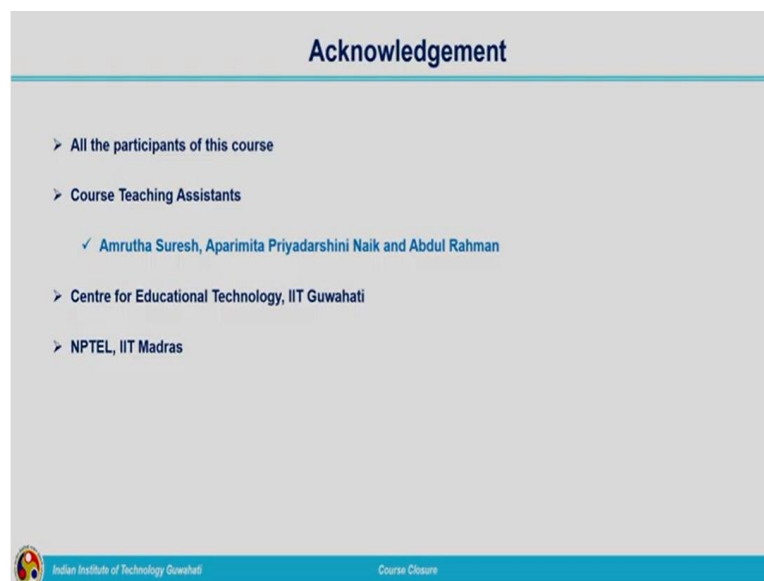 Acknowledgement
➢ All the participants of this course
➢ Course Teaching Assistants
✓ Amrutha Suresh, Aparimita Priyadarshini Naik and Abdul Rahman
➢ Centre for Educational Technology, IIT Guwahati
➢ NPTEL, IIT Madras
Indian Institute of Technology Guwahati
Course Closure